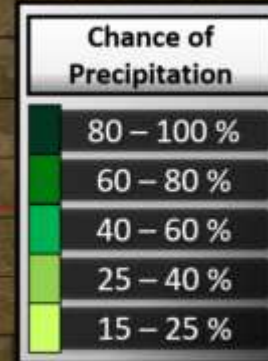 Chance of
Precipitation
80 – 100 %
60 – 80 %
40 – 60 %
25 – 40 %
15 – 25 %